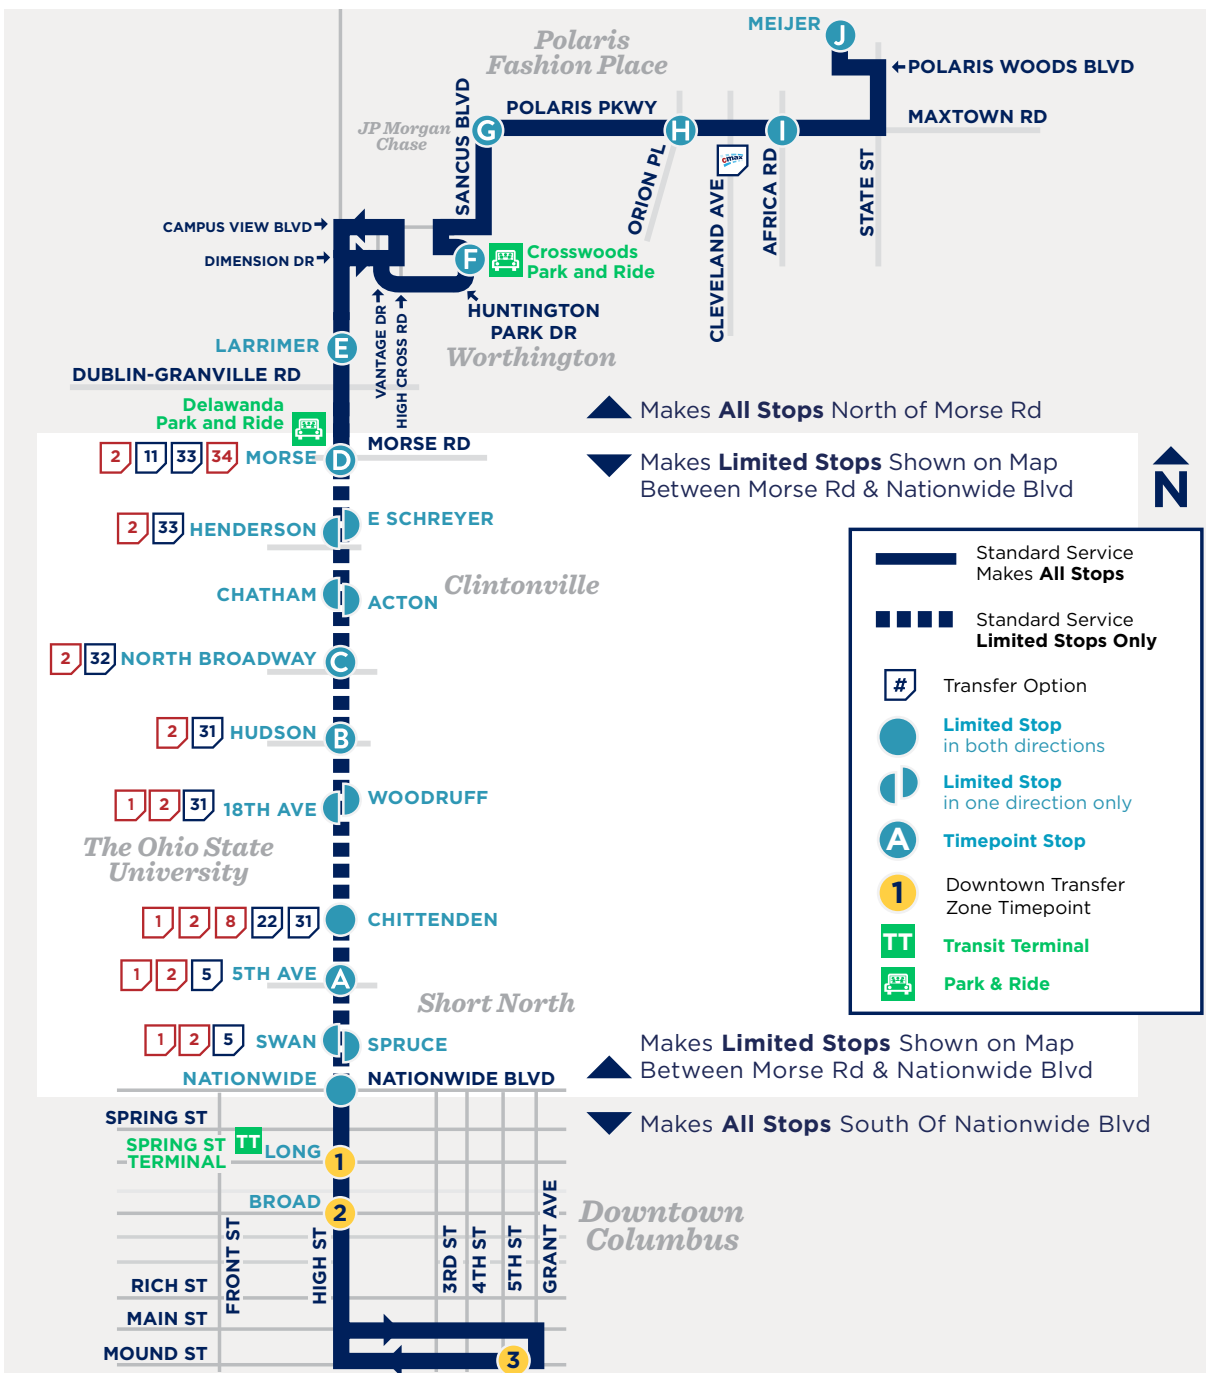 MEIJER
J
Polaris
Fashion Place
POLARIS WOODS BLVD
SANCUS BLVD
POLARIS PKWY
MAXTOWN RD
JP Morgan
Chase
G
H
I
cmax
ORION PL
CLEVELAND AVE
AFRICA RD
STATE ST
CAMPUS VIEW BLVD
DIMENSION DR
F
Crosswoods
Park and Ride
HUNTINGTON
PARK DR
VANTAGE DR
HIGH CROSS RD
LARRIMER
E
Worthington
DUBLIN-GRANVILLE RD
Delawanda
Park and Ride
Makes All Stops North of Morse Rd
MORSE RD
2 11 33 34 MORSE D
Makes Limited Stops Shown on Map
Between Morse Rd & Nationwide Blvd
N
2 33 HENDERSON
E SCHREYER
CHATHAM
ACTON
Clintonville
2 32 NORTH BROADWAY C
2 31 HUDSON B
1 2 31 18TH AVE
WOODRUFF
The Ohio State
University
1 2 8 22 31
CHITTENDEN
1 2 5 5TH AVE A
Short North
1 2 5 SWAN
SPRUCE
Standard Service
Makes All Stops
Standard Service
Limited Stops Only
# Transfer Option
Limited Stop
in both directions
Limited Stop
in one direction only
A Timepoint Stop
1 Downtown Transfer
Zone Timepoint
TT Transit Terminal
Park & Ride
Makes Limited Stops Shown on Map
Between Morse Rd & Nationwide Blvd
NATIONWIDE
NATIONWIDE BLVD
Makes All Stops South Of Nationwide Blvd
SPRING ST
SPRING ST
TERMINAL
TT
LONG
1
BROAD
2
Downtown
Columbus
FRONT ST
HIGH ST
3RD ST
4TH ST
5TH ST
GRANT AVE
RICH ST
MAIN ST
MOUND ST
3